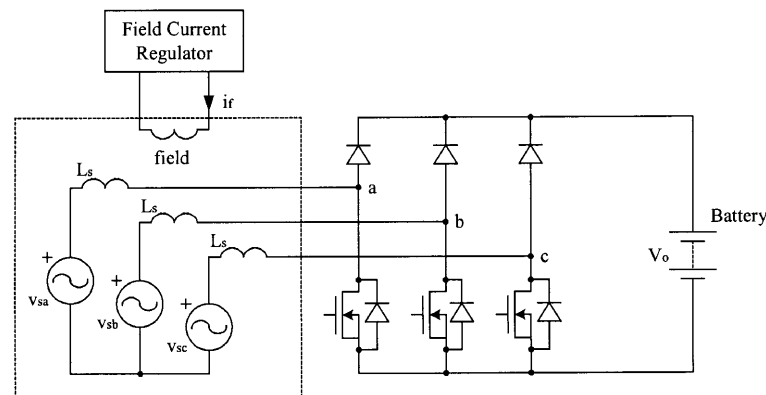 Field Current
Regulator
if
field
Ls
a
Ls
b
Battery
Ls
c
Vo
+
vsa
+
vsb
+
vsc